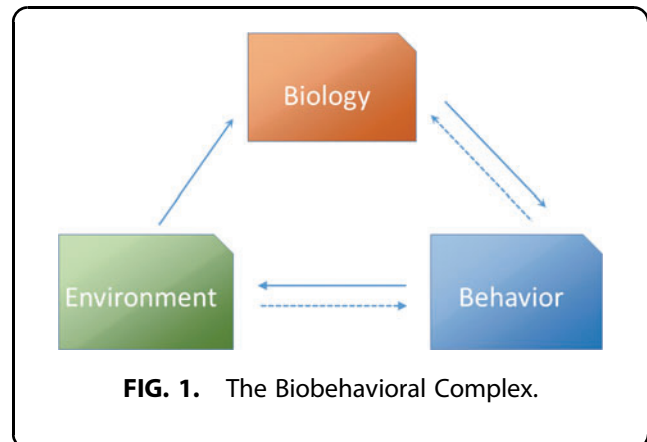 Biology
Environment
Behavior
FIG. 1. The Biobehavioral Complex.